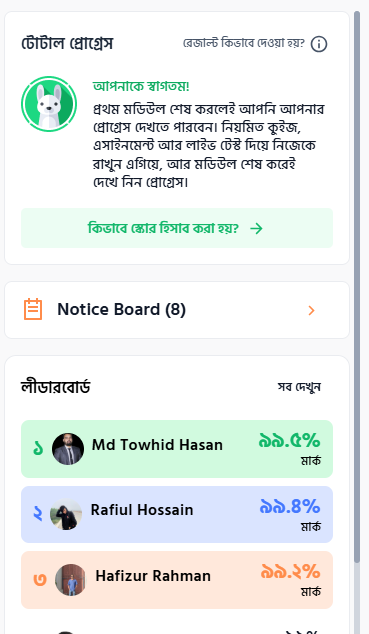 টোটাল প্রোগ্রেস
রেজাল্ট কিভাবে দেওয়া হয়?
আপনাকে স্বাগতম!
প্রথম মডিউল শেষ করলেই আপনি আপনার
প্রোগ্রেস দেখতে পারবেন। নিয়মিত কুইজ,
এসাইনমেন্ট আর লাইভ টেস্ট দিয়ে নিজেকে
রাখুন এগিয়ে, আর মডিউল শেষ করেই
দেখে নিন প্রোগ্রেস।
কিভাবে স্কোর হিসাব করা হয়?
Notice Board (8)
লীডারবোর্ড
সব দেখুন
১ Md Towhid Hasan ৯৯.৫%
মার্ক
২ Rafiul Hossain ৯৯.৪%
মার্ক
৩ Hafizur Rahman ৯৯.২%
মার্ক